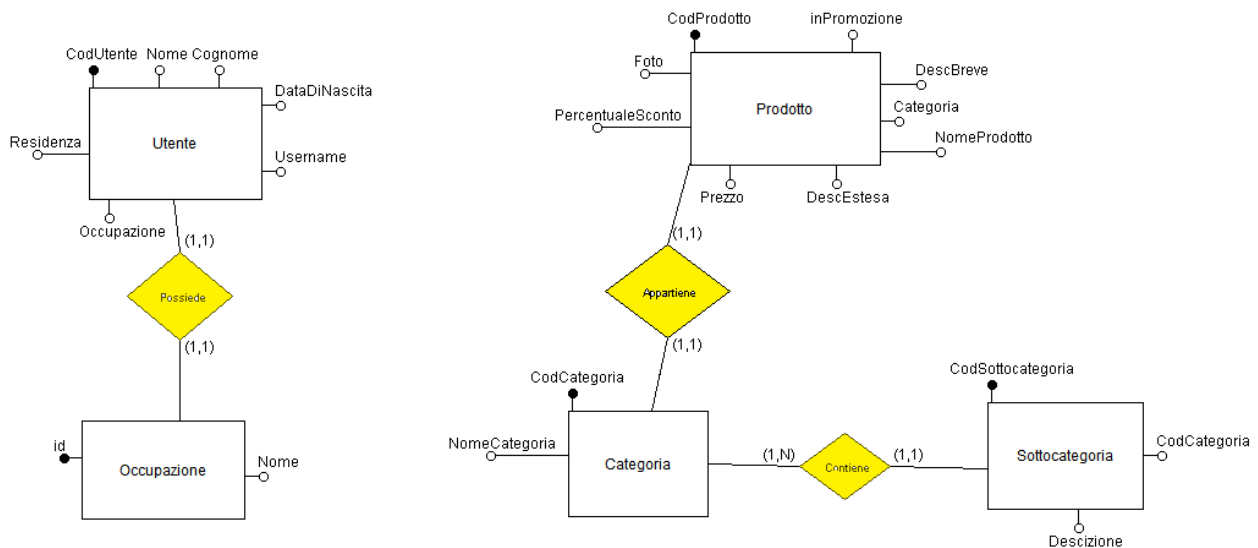 CodUtente
Nome
Cognome
DataDiNascita
Residenza
Utente
Username
Occupazione
(1,1)
Possiede
(1,1)
id
Occupazione
Nome
CodProdotto
inPromozione
Foto
DescBreve
PercentualeSconto
Prodotto
Categoria
NomeProdotto
Prezzo
DescEstesa
(1,1)
Appartiene
(1,1)
CodCategoria
NomeCategoria
Categoria
(1,N)
Contiene
(1,1)
CodSottocategoria
Sottocategoria
CodCategoria
Descizione